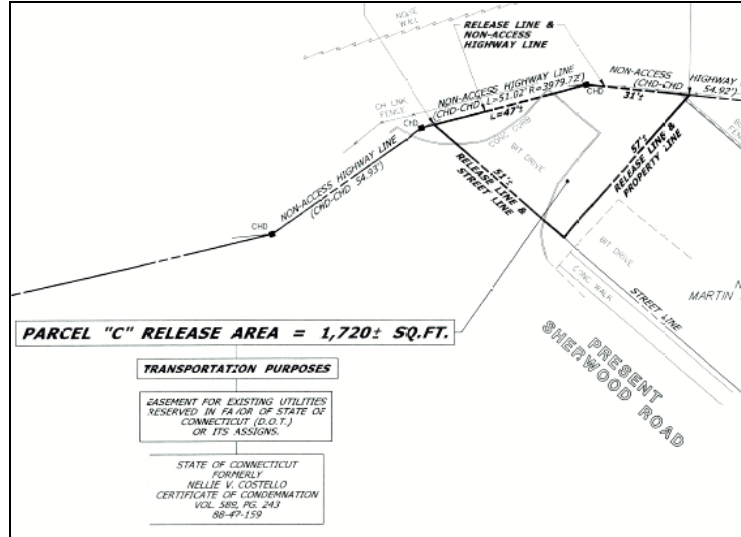 NOISE
WALL
RELEASE LINE &
NON-ACCESS
HIGHWAY LINE
NON-ACCESS HIGHWAY LINE
(CHD-CHD L=51.02' R=3979.72')
L=47'±
CHD
NON-ACCESS HIGHWAY
(CHD-CHD 54.92')
31'±
CH LNK
FENCE
CHD
CONC CURB
BIT DRIVE
57'±
RELEASE LINE &
PROPERTY LINE
51'±
RELEASE LINE &
STREET LINE
NON-ACCESS HIGHWAY LINE
(CHD-CHD 54.93')
CHD
BIT DRIVE
CONC WALK
STREET LINE
MARTIN
PRESENT
SHERWOOD ROAD
PARCEL "C" RELEASE AREA = 1,720± SQ.FT.
TRANSPORTATION PURPOSES
EASEMENT FOR EXISTING UTILITIES
RESERVED IN FAVOR OF STATE OF
CONNECTICUT (D.O.T.)
OR ITS ASSIGNS.
STATE OF CONNECTICUT
FORMERLY
NELLIE V. COSTELLO
CERTIFICATE OF CONDEMNATION
VOL. 589, PG. 243
88-47-159